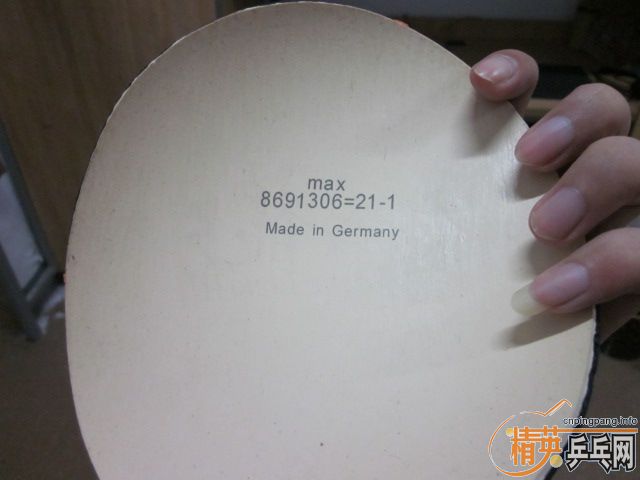 max
8691306=21-1
Made in Germany
cnpingpang.info
精英乒乓网